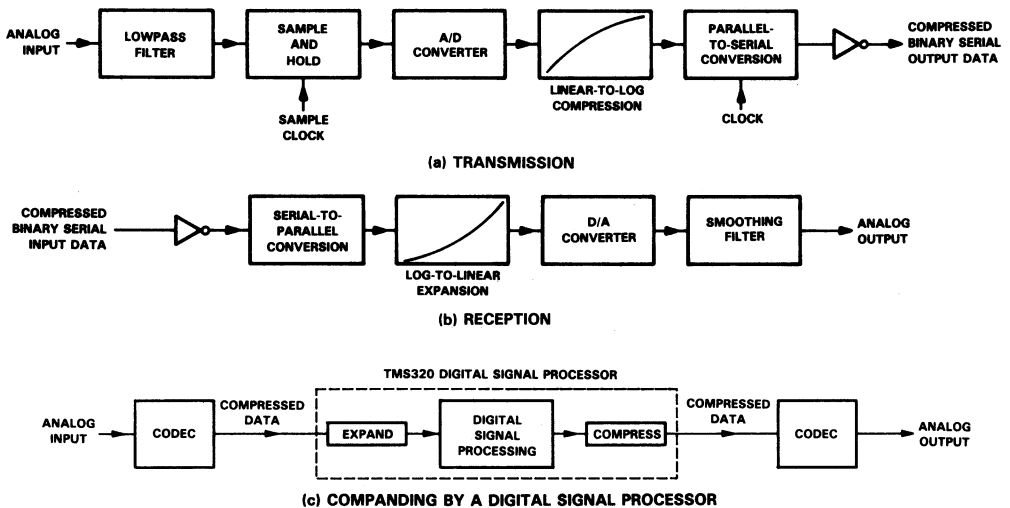 ANALOG
INPUT
LOWPASS
FILTER
SAMPLE
AND
HOLD
A/D
CONVERTER
PARALLEL-
TO-SERIAL
CONVERSION
COMPRESSED
BINARY SERIAL
OUTPUT DATA
LINEAR-TO-LOG
COMPRESSION
SAMPLE
CLOCK
CLOCK
(a) TRANSMISSION
COMPRESSED
BINARY SERIAL
INPUT DATA
SERIAL-TO-
PARALLEL
CONVERSION
LOG-TO-LINEAR
EXPANSION
D/A
CONVERTER
SMOOTHING
FILTER
ANALOG
OUTPUT
(b) RECEPTION
TMS320 DIGITAL SIGNAL PROCESSOR
ANALOG
INPUT
CODEC
COMPRESSED
DATA
EXPAND
DIGITAL
SIGNAL
PROCESSING
COMPRESS
COMPRESSED
DATA
CODEC
ANALOG
OUTPUT
(c) COMPANDING BY A DIGITAL SIGNAL PROCESSOR